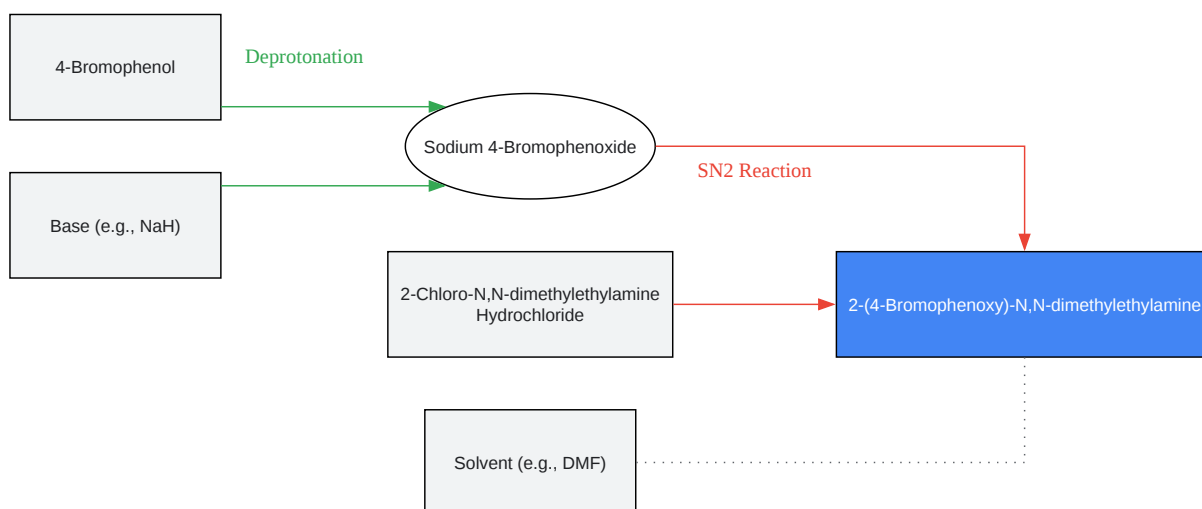 4-Bromophenol
Deprotonation
Sodium 4-Bromophenoxide
SN2 Reaction
Base (e.g., NaH)
2-Chloro-N,N-dimethylethylamine
Hydrochloride
2-(4-Bromophenoxy)-N,N-dimethylethylamine
Solvent (e.g., DMF)